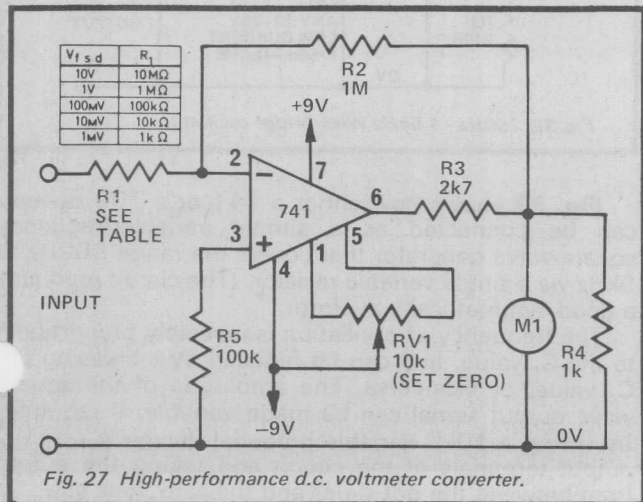 Vfsd R1
10V 10MΩ
1V 1MΩ
100mV 100kΩ
10mV 10kΩ
1mV 1kΩ
R2
1M
+9V
2
−
7
R1
SEE
TABLE
741
6
R3
2k7
3
+
4
1
5
INPUT
R5
100k
RV1
10k
(SET ZERO)
M1
R4
1k
−9V
0V
Fig. 27 High-performance d.c. voltmeter converter.